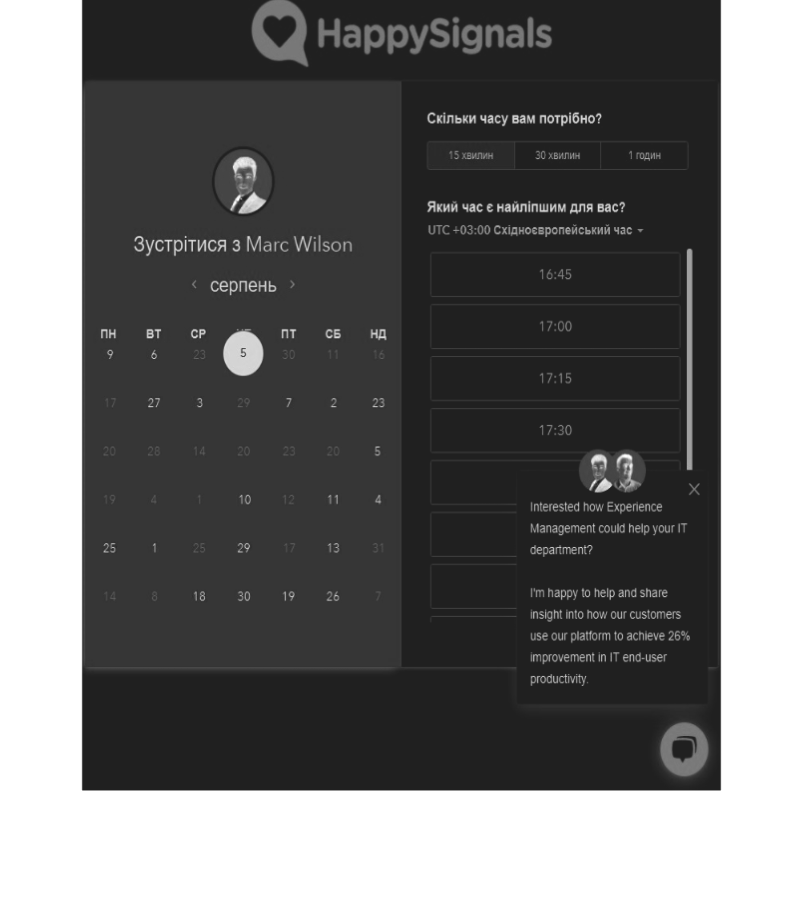 HappySignals
Зустрітися з Marc Wilson
серпень
ПН ВТ СР ПТ СБ НД
9 6 23 5 30 11 16
17 27 3 29 7 2 23
20 28 14 20 23 20 5
19 4 1 10 12 11 4
25 1 25 29 17 13 31
14 8 18 30 19 26 7
Скільки часу вам потрібно?
15 хвилин 30 хвилин 1 годин
Який час є найліпшим для вас?
UTC +03:00 Східноєвропейський час
16:45
17:00
17:15
17:30
Interested how Experience
Management could help your IT
department?
I'm happy to help and share
insight into how our customers
use our platform to achieve 26%
improvement in IT end-user
productivity.